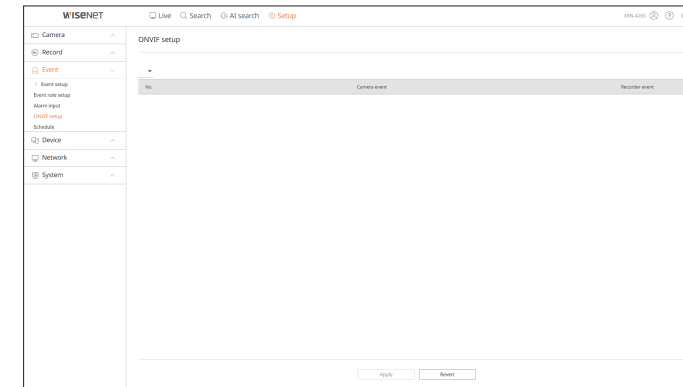 WISENET Live Search AI search Setup XRN-426S
Camera
ONVIF setup
Record
Event
Event setup
Event rule setup
Alarm input
ONVIF setup
Schedule
Device
Network
System
No. Camera event Recorder event
Apply Revert